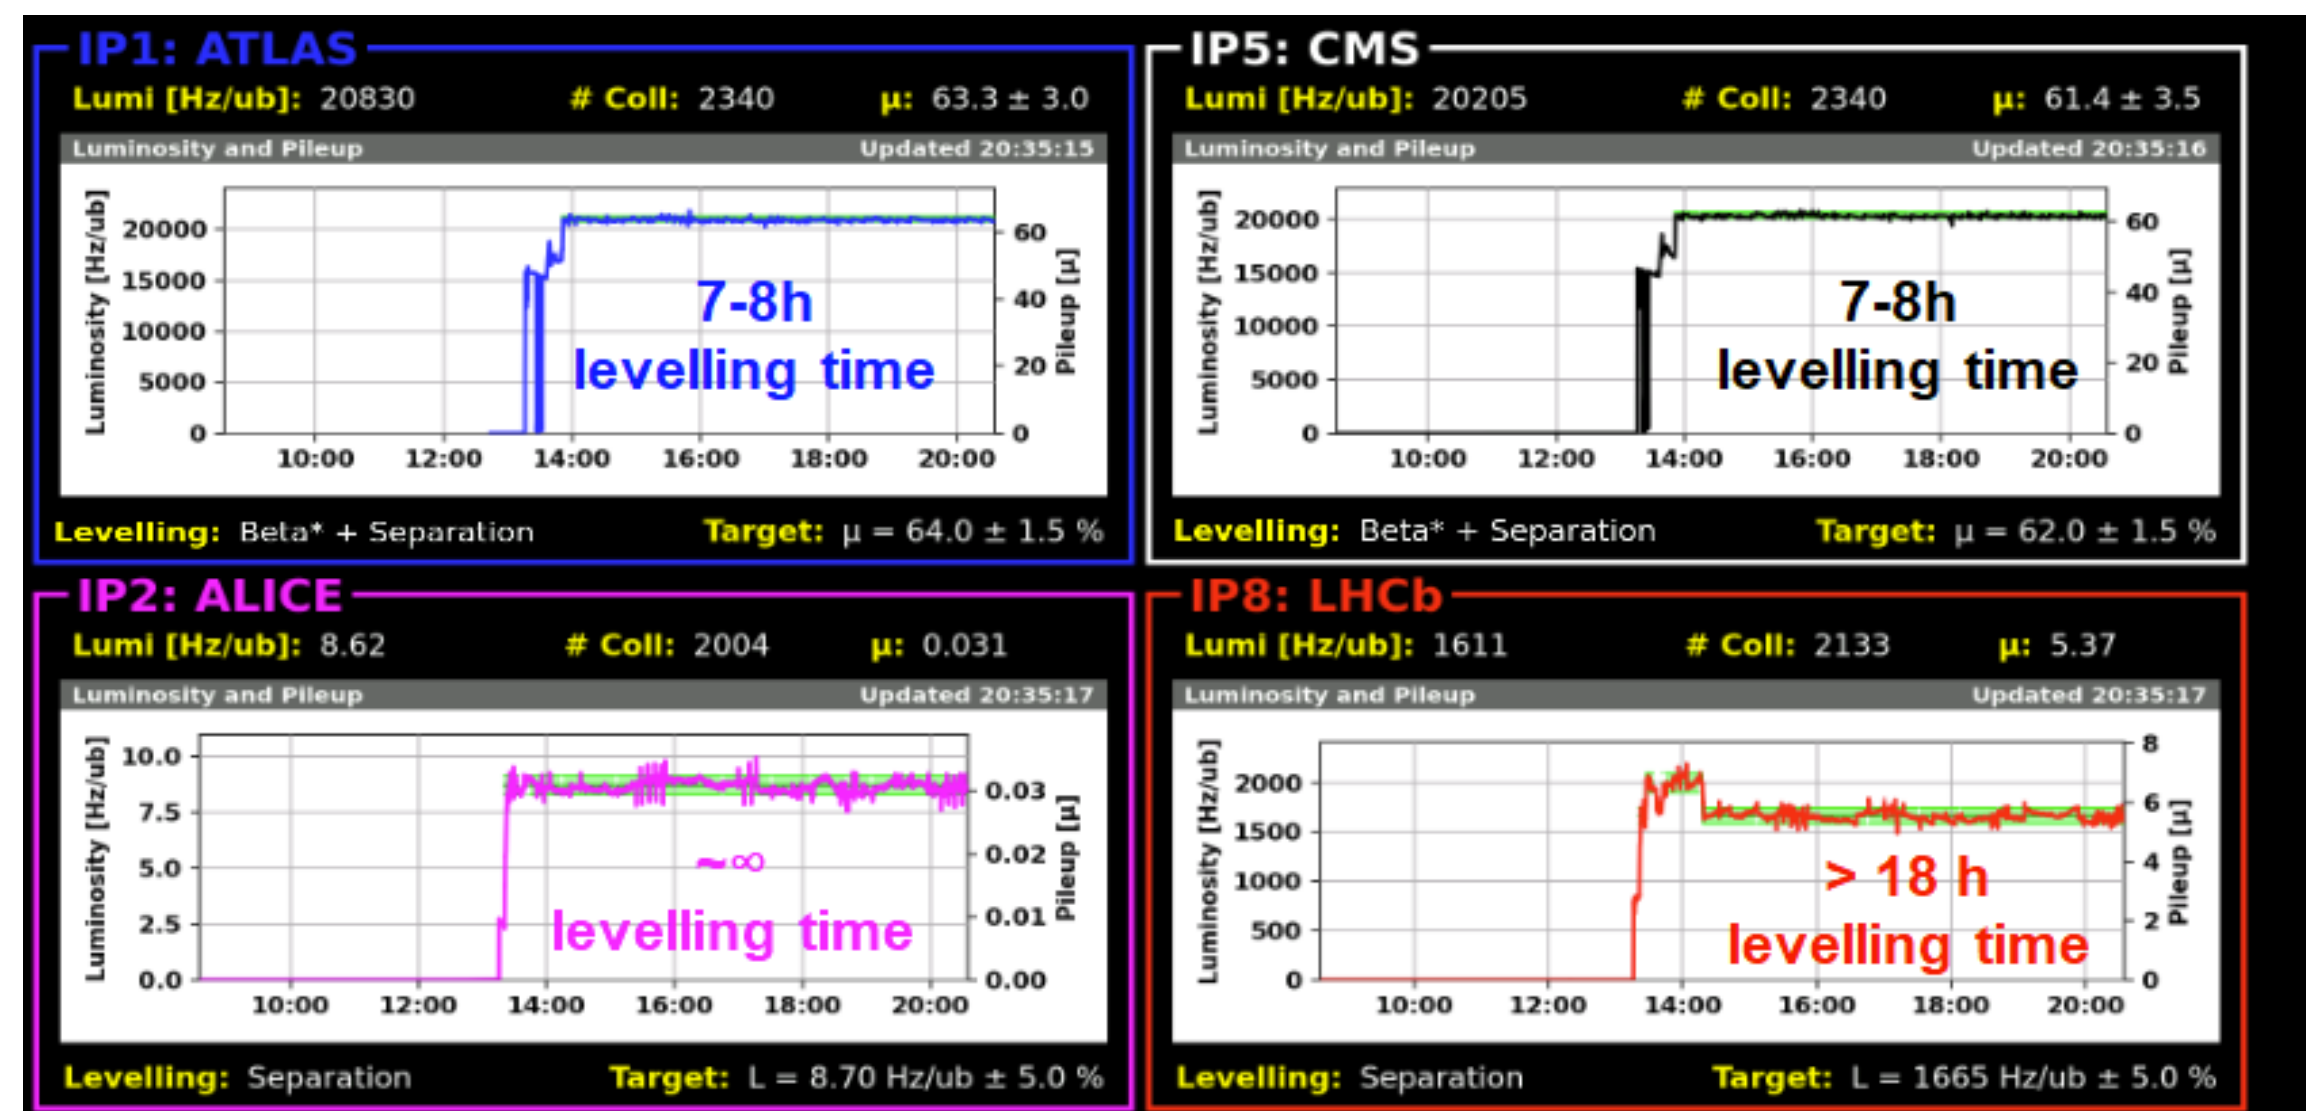 IP1: ATLAS
Lumi [Hz/ub]: 20830 # Coll: 2340 μ: 63.3 ± 3.0
Luminosity and Pileup Updated 20:35:15
Luminosity [Hz/ub]
20000
15000
10000
5000
0
60
40
20
0
Pileup [μ]
7-8h
levelling time
10:00 12:00 14:00 16:00 18:00 20:00
Levelling: Beta* + Separation Target: μ = 64.0 ± 1.5 %
IP5: CMS
Lumi [Hz/ub]: 20205 # Coll: 2340 μ: 61.4 ± 3.5
Luminosity and Pileup Updated 20:35:16
Luminosity [Hz/ub]
20000
15000
10000
5000
0
60
40
20
0
Pileup [μ]
7-8h
levelling time
10:00 12:00 14:00 16:00 18:00 20:00
Levelling: Beta* + Separation Target: μ = 62.0 ± 1.5 %
IP2: ALICE
Lumi [Hz/ub]: 8.62 # Coll: 2004 μ: 0.031
Luminosity and Pileup Updated 20:35:17
Luminosity [Hz/ub]
10.0
7.5
5.0
2.5
0.0
0.03
0.02
0.01
0.00
Pileup [μ]
~∞
levelling time
10:00 12:00 14:00 16:00 18:00 20:00
Levelling: Separation Target: L = 8.70 Hz/ub ± 5.0 %
IP8: LHCb
Lumi [Hz/ub]: 1611 # Coll: 2133 μ: 5.37
Luminosity and Pileup Updated 20:35:17
Luminosity [Hz/ub]
2000
1500
1000
500
0
8
6
4
2
0
Pileup [μ]
> 18 h
levelling time
10:00 12:00 14:00 16:00 18:00 20:00
Levelling: Separation Target: L = 1665 Hz/ub ± 5.0 %